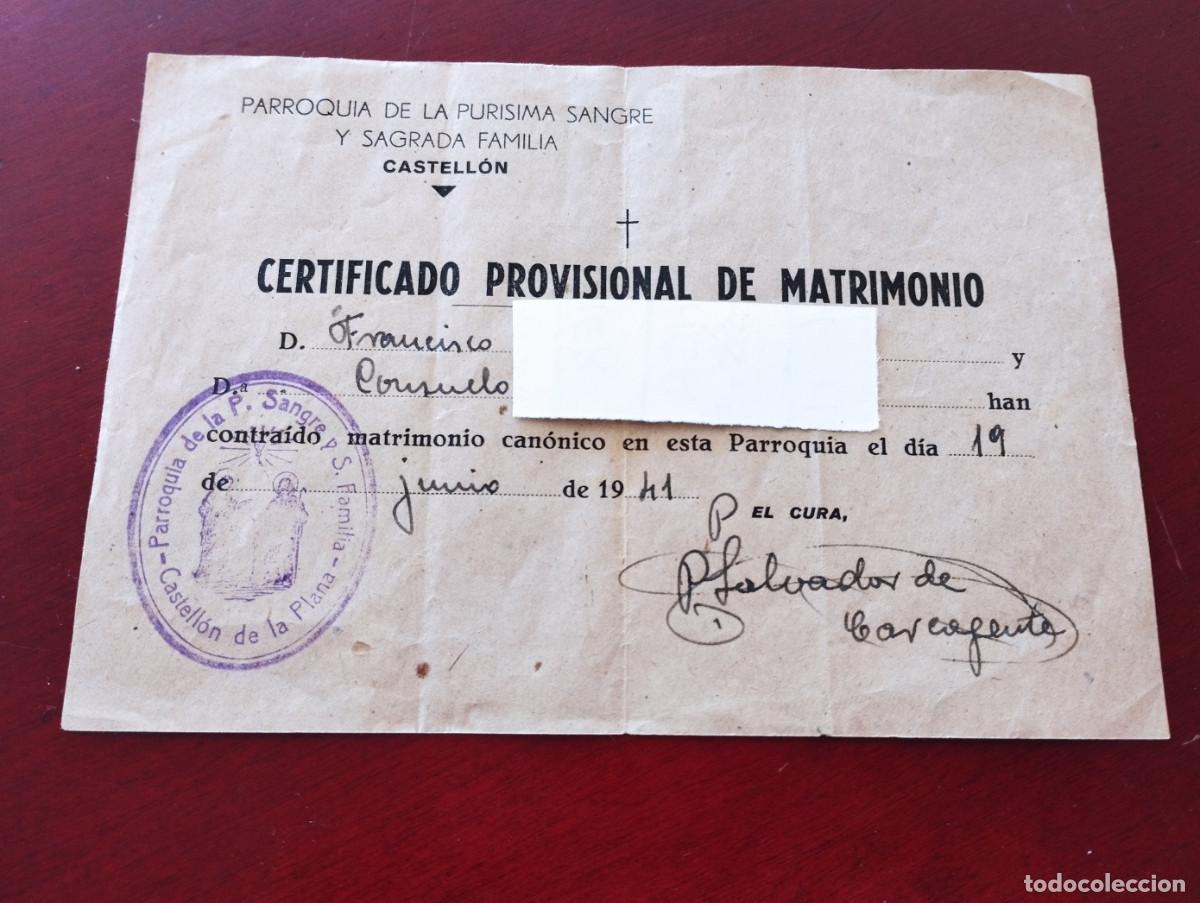 PARROQUIA DE LA PURISIMA SANGRE
Y SAGRADA FAMILIA
CASTELLÓN
CERTIFICADO PROVISIONAL DE MATRIMONIO
D. Francisco y
D.ª Consuelo han
contraído matrimonio canónico en esta Parroquia el día 19
de junio de 1941
P EL CURA,
P. Salvador de
Carcagente
Parroquia de la P. Sangre y S. Familia
Castellón de la Plana
todocoleccion